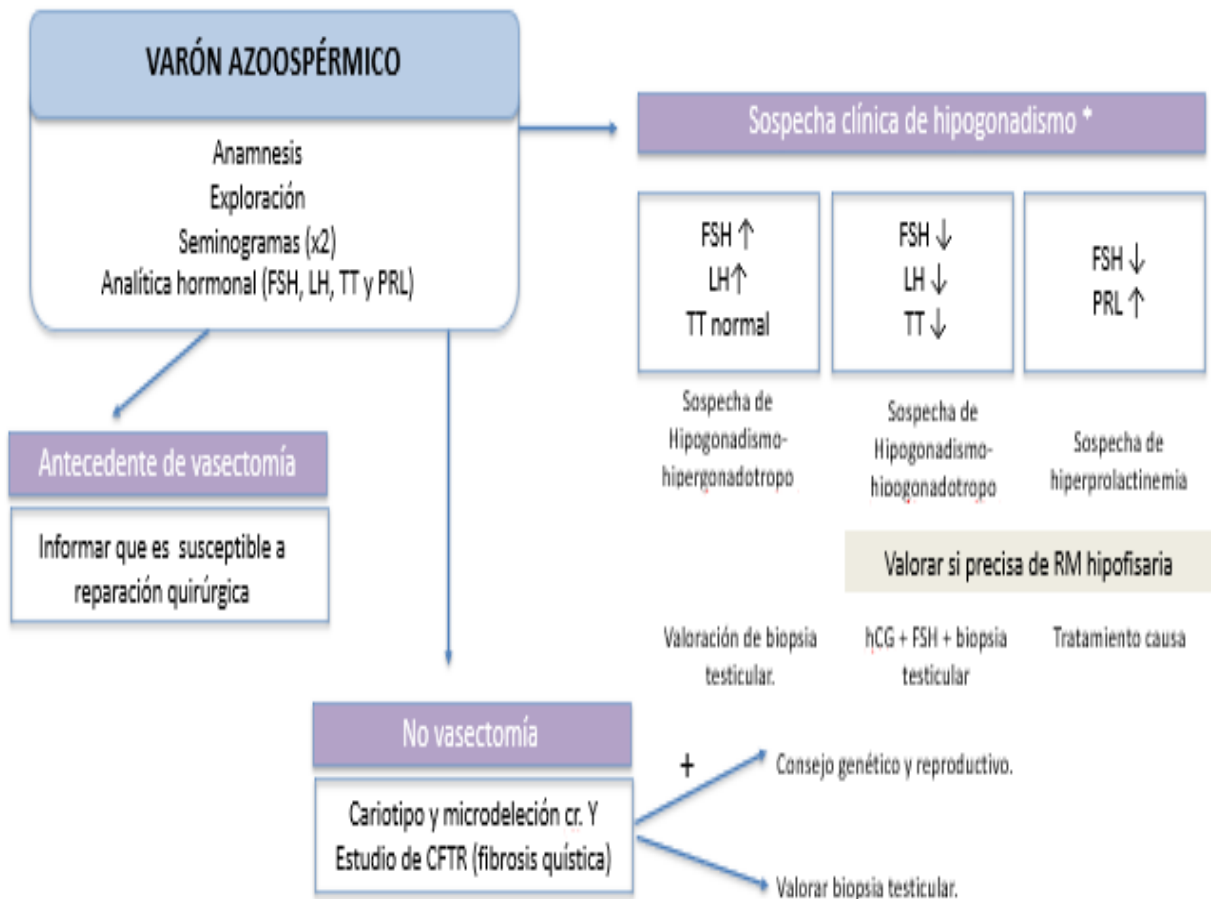 VARÓN AZOOSPÉRMICO
Anamnesis
Exploración
Seminogramas (x2)
Analítica hormonal (FSH, LH, TT y PRL)
Sospecha clínica de hipogonadismo *
FSH ↑
LH↑
TT normal
Sospecha de
Hipogonadismo-
hipergonadotropo
Valoración de biopsia
testicular.
FSH ↓
LH ↓
TT ↓
Sospecha de
Hipogonadismo-
hipogonadotropo
FSH ↓
PRL ↑
Sospecha de
hiperprolactinemia
Valorar si precisa de RM hipofisaria
hCG + FSH + biopsia
testicular
Tratamiento causa
Antecedente de vasectomía
Informar que es susceptible a
reparación quirúrgica
No vasectomía
Cariotipo y microdeleción cr. Y
Estudio de CFTR (fibrosis quística)
+
Consejo genético y reproductivo.
Valorar biopsia testicular.